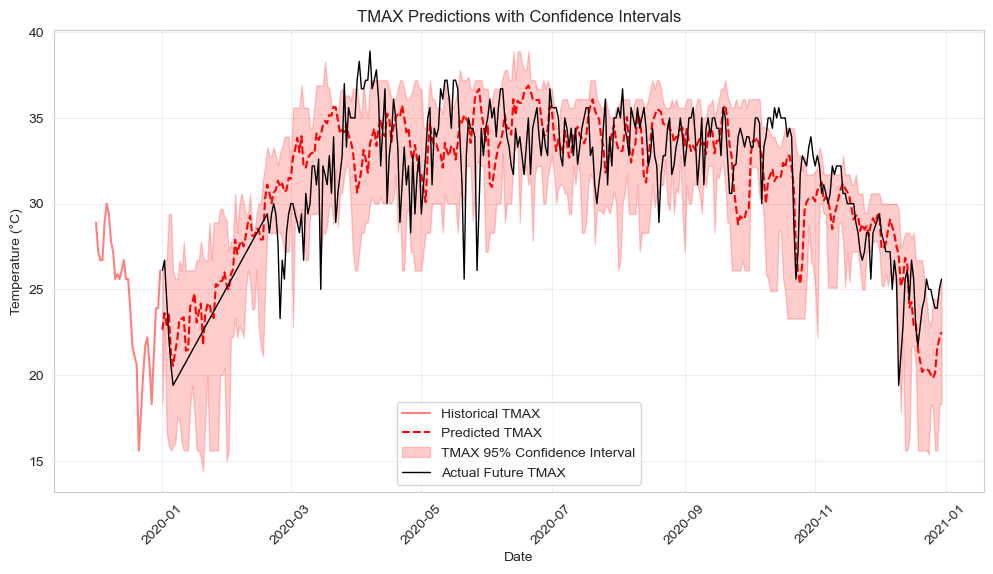 TMAX Predictions with Confidence Intervals
40
35
30
25
20
15
Temperature (°C)
Historical TMAX
Predicted TMAX
TMAX 95% Confidence Interval
Actual Future TMAX
2020-01
2020-03
2020-05
2020-07
2020-09
2020-11
2021-01
Date